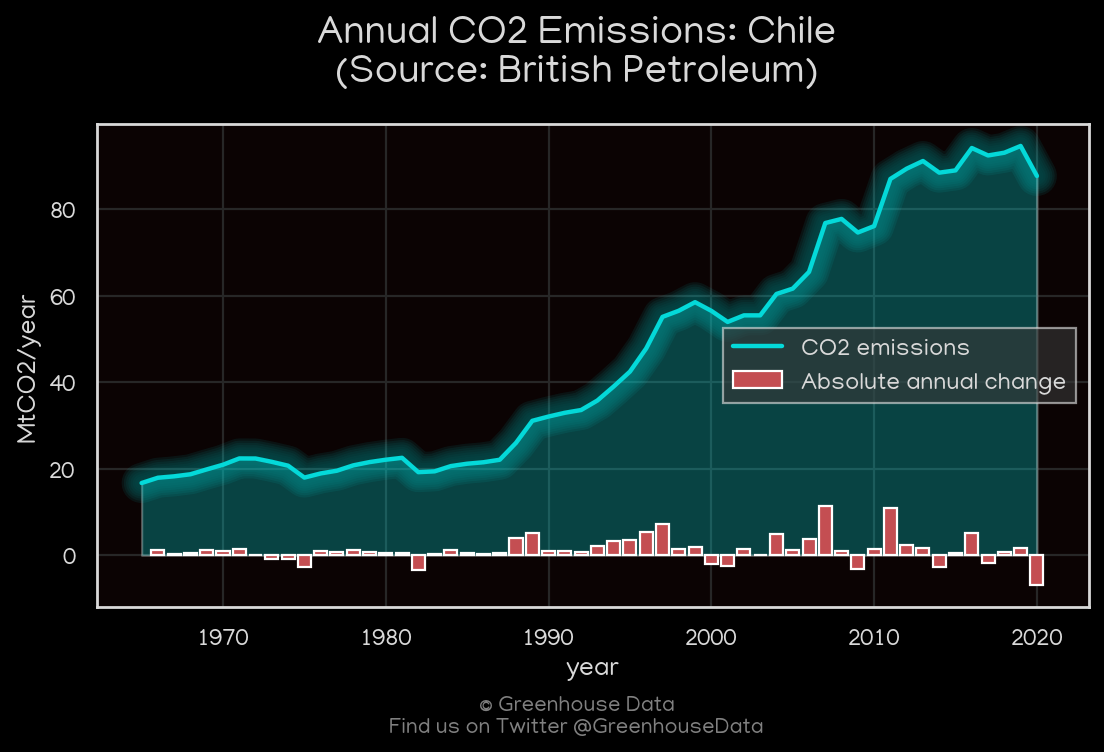 Annual CO2 Emissions: Chile
(Source: British Petroleum)
MtCO2/year
80
60
40
20
0
CO2 emissions
Absolute annual change
1970 1980 1990 2000 2010 2020
year
© Greenhouse Data
Find us on Twitter @GreenhouseData